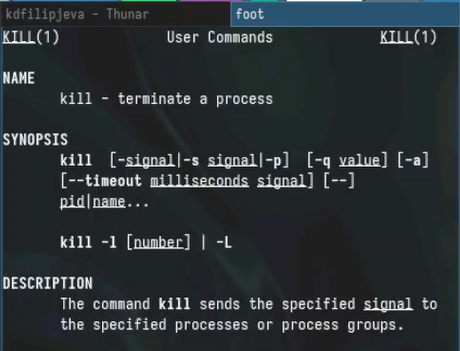 kdfilipjeva - Thunar
foot
KILL(1) User Commands KILL(1)
NAME
kill - terminate a process
SYNOPSIS
kill [-signal|-s signal|-p] [-q value] [-a]
[--timeout milliseconds signal] [--]
pid|name...
kill -l [number] | -L
DESCRIPTION
The command kill sends the specified signal to
the specified processes or process groups.